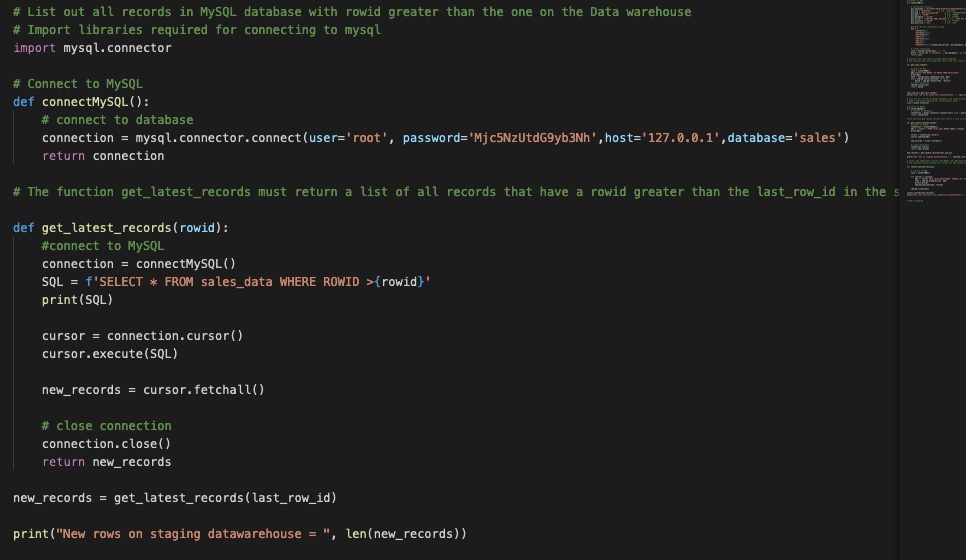 # List out all records in MySQL database with rowid greater than the one on the Data warehouse
# Import libraries required for connecting to mysql
import mysql.connector
# Connect to MySQL
def connectMySQL():
# connect to database
connection = mysql.connector.connect(user='root', password='Mjc5NzUtdG9yb3Nh',host='127.0.0.1',database='sales')
return connection
# The function get_latest_records must return a list of all records that have a rowid greater than the last_row_id in the s
def get_latest_records(rowid):
#connect to MySQL
connection = connectMySQL()
SQL = f'SELECT * FROM sales_data WHERE ROWID >{rowid}'
print(SQL)
cursor = connection.cursor()
cursor.execute(SQL)
new_records = cursor.fetchall()
# close connection
connection.close()
return new_records
new_records = get_latest_records(last_row_id)
print("New rows on staging datawarehouse = ", len(new_records))